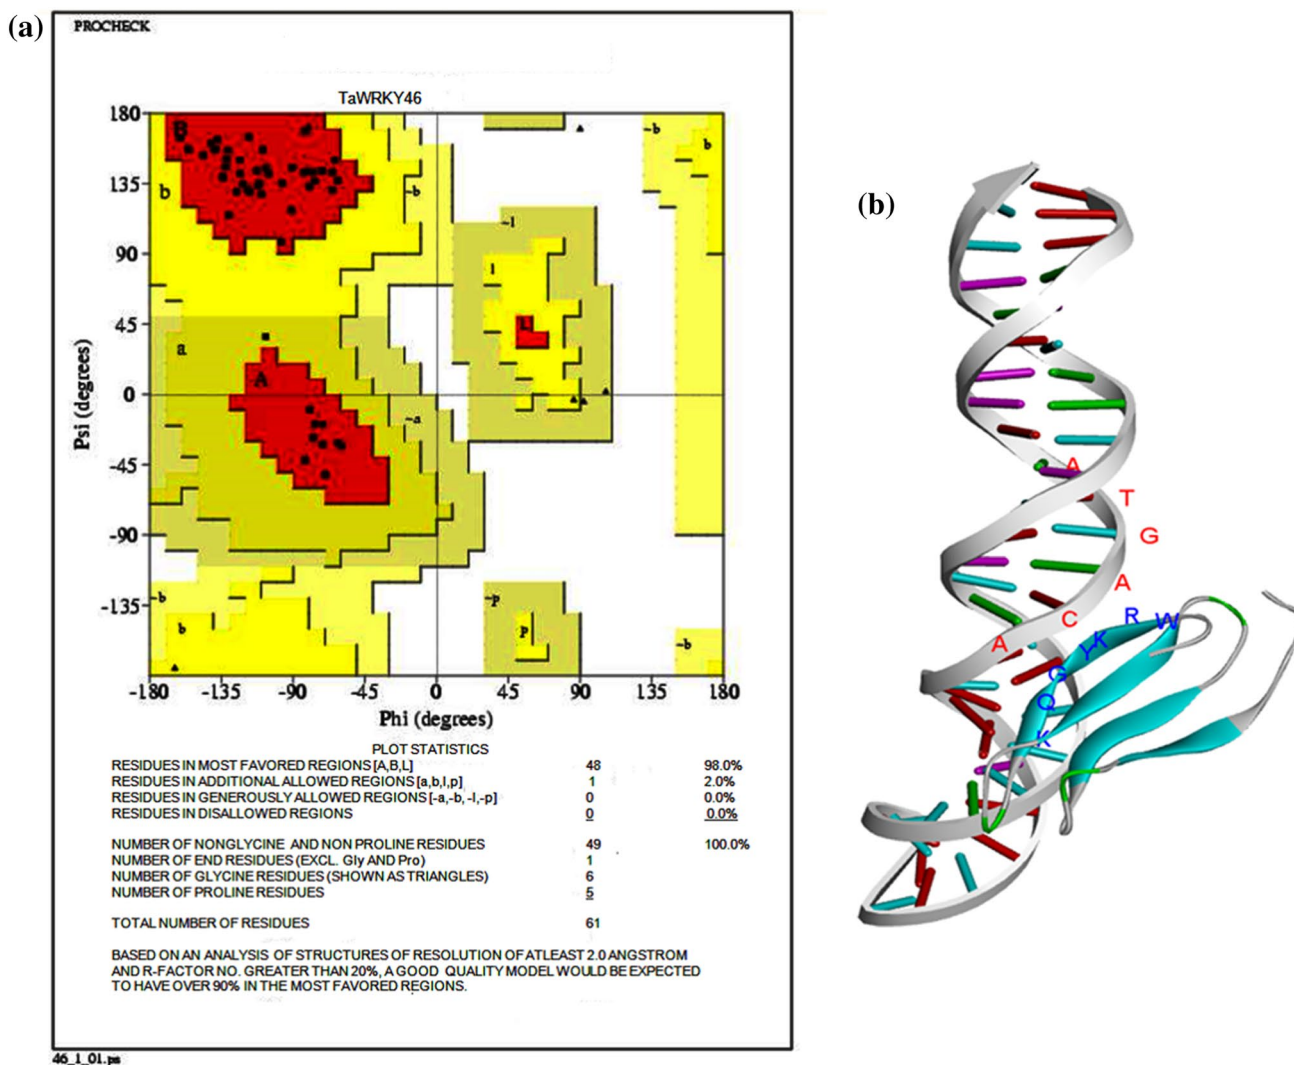 (a)
PROCHECK
TaWRKY46
180
135
90
45
0
-45
-90
-135
Psi (degrees)
B
b
~b
~b
b
~l
l
L
a
A
~a
~b
b
~p
p
~b
-180 -135 -90 -45 0 45 90 135 180
Phi (degrees)
PLOT STATISTICS
RESIDUES IN MOST FAVORED REGIONS [A,B,L] 48 98.0%
RESIDUES IN ADDITIONAL ALLOWED REGIONS [a,b,l,p] 1 2.0%
RESIDUES IN GENEROUSLY ALLOWED REGIONS [-a,-b, -l,-p] 0 0.0%
RESIDUES IN DISALLOWED REGIONS 0 0.0%
NUMBER OF NONGLYCINE AND NON PROLINE RESIDUES 49 100.0%
NUMBER OF END RESIDUES (EXCL. Gly AND Pro) 1
NUMBER OF GLYCINE RESIDUES (SHOWN AS TRIANGLES) 6
NUMBER OF PROLINE RESIDUES 5
TOTAL NUMBER OF RESIDUES 61
BASED ON AN ANALYSIS OF STRUCTURES OF RESOLUTION OF ATLEAST 2.0 ANGSTROM
AND R-FACTOR NO. GREATER THAN 20%, A GOOD QUALITY MODEL WOULD BE EXPECTED
TO HAVE OVER 90% IN THE MOST FAVORED REGIONS.
46_1_01.ps
(b)
A
T
G
A
C
A
W
R
K
Y
G
Q
K